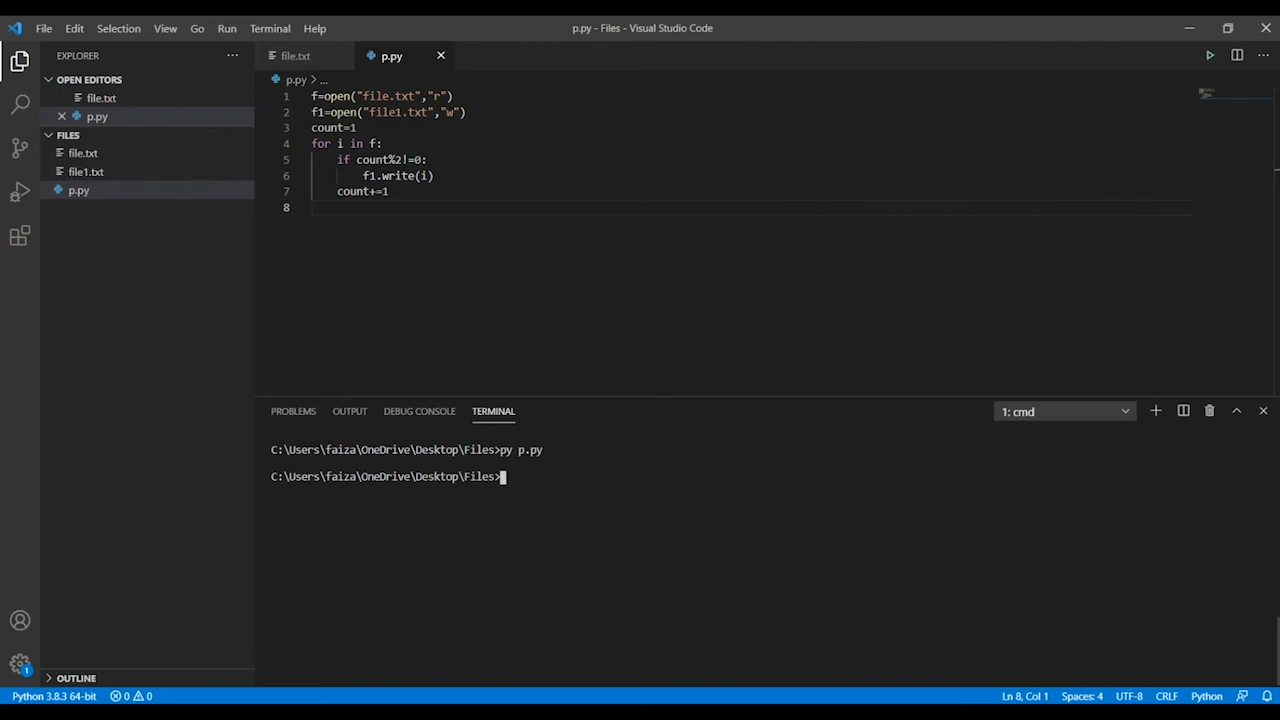 File Edit Selection View Go Run Terminal Help p.py - Files - Visual Studio Code
EXPLORER
OPEN EDITORS
file.txt
p.py
FILES
file.txt
file1.txt
p.py
OUTLINE
file.txt p.py
p.py > ...
1 f=open("file.txt","r")
2 f1=open("file1.txt","w")
3 count=1
4 for i in f:
5 if count%2!=0:
6 f1.write(i)
7 count+=1
8
PROBLEMS OUTPUT DEBUG CONSOLE TERMINAL 1: cmd
C:\Users\faiza\OneDrive\Desktop\Files>py p.py
C:\Users\faiza\OneDrive\Desktop\Files>
1
Python 3.8.3 64-bit 0 0 Ln 8, Col 1 Spaces: 4 UTF-8 CRLF Python